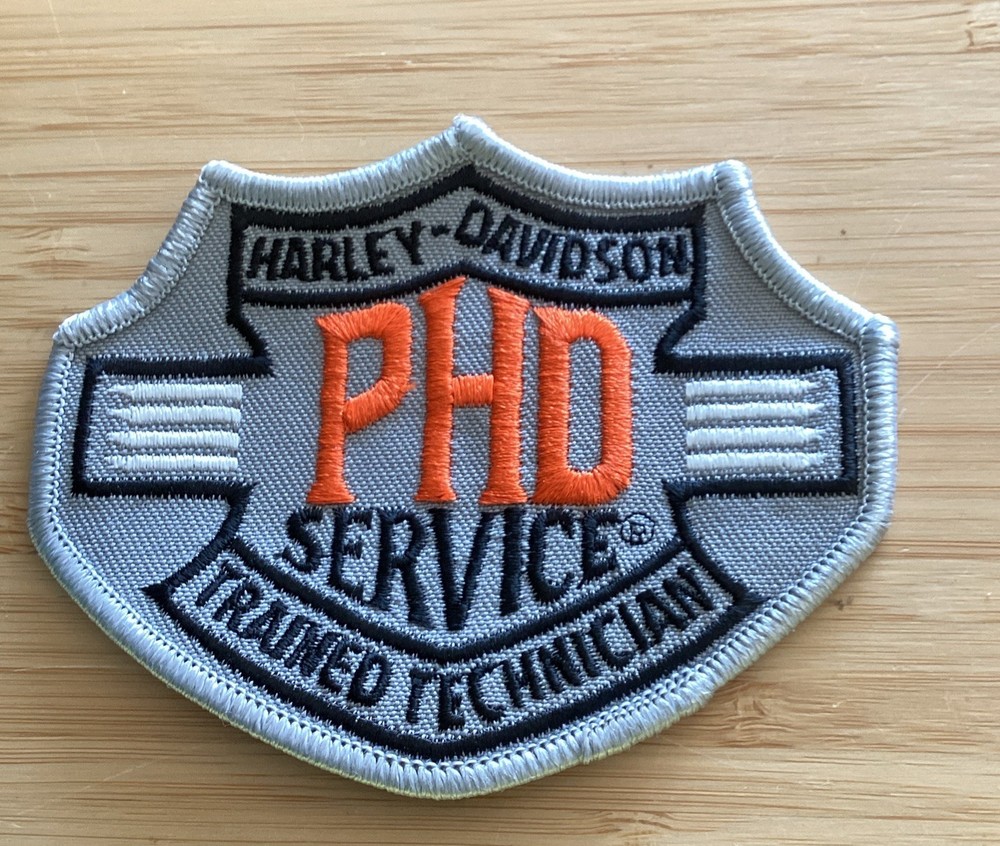 HARLEY-DAVIDSON
PHD
SERVICE®
TRAINED TECHNICIAN